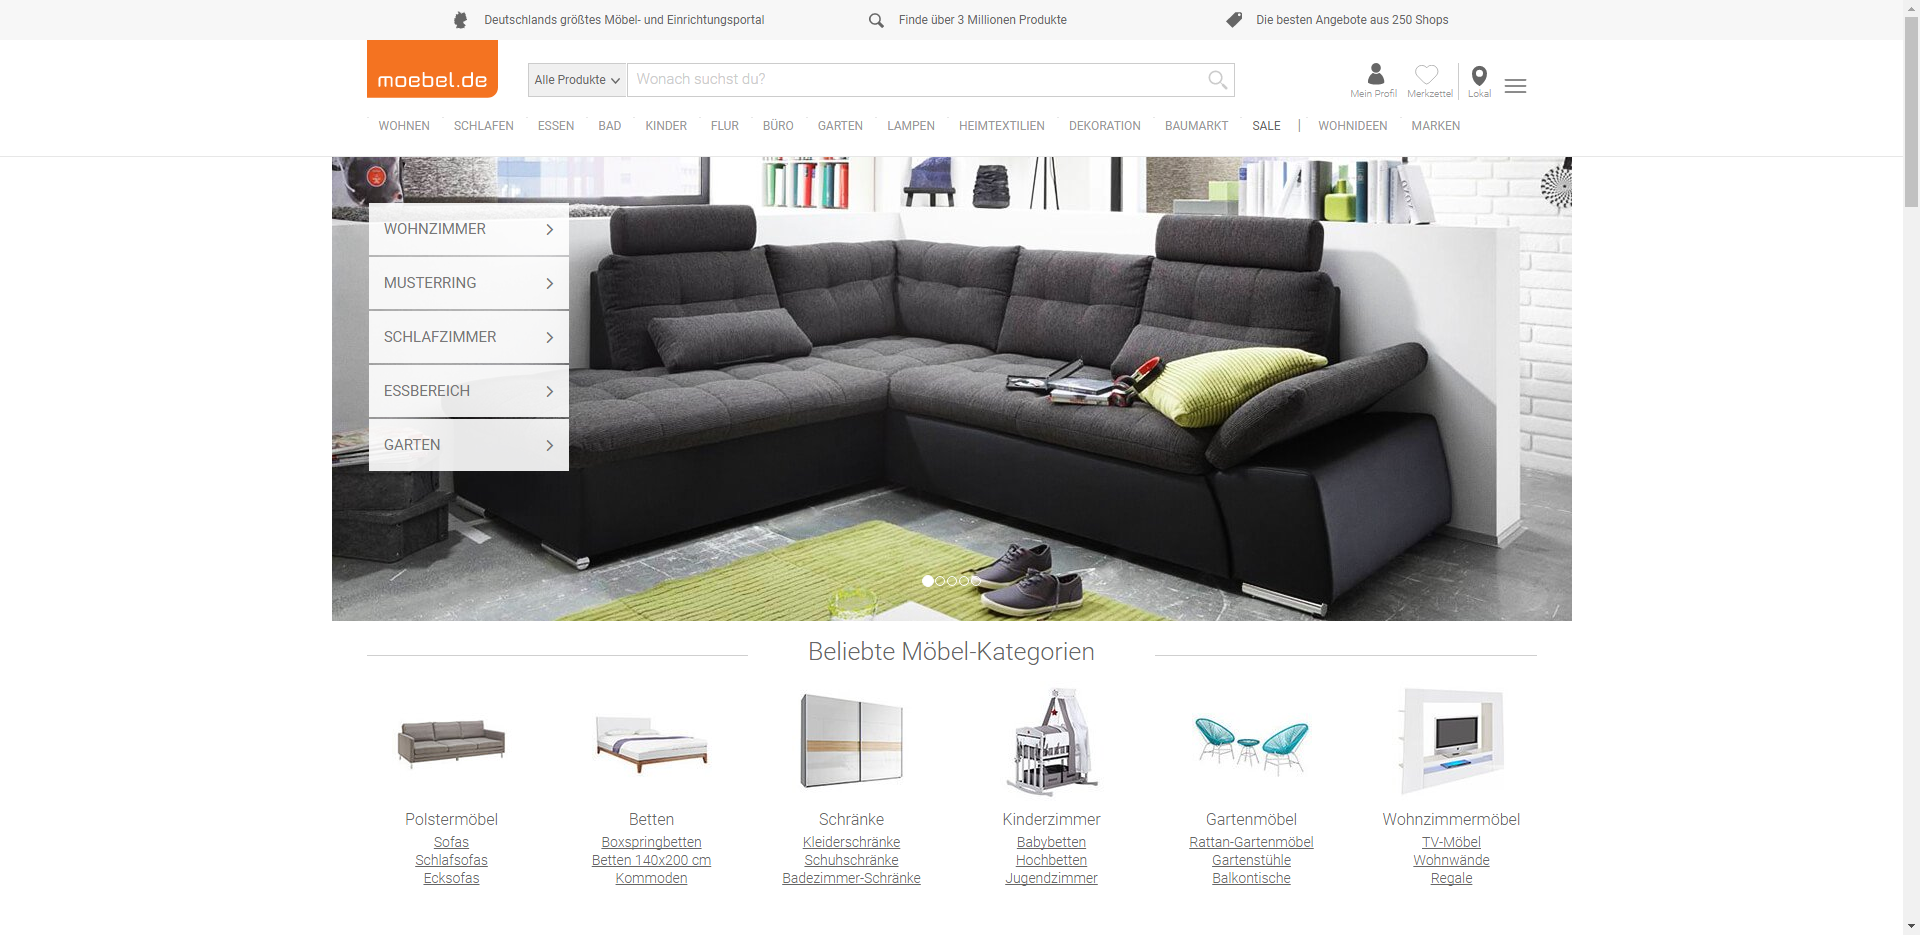 Deutschlands größtes Möbel- und Einrichtungsportal
Finde über 3 Millionen Produkte
Die besten Angebote aus 250 Shops
moebel.de
Alle Produkte
Wonach suchst du?
Mein Profil
Merkzettel
Lokal
WOHNEN SCHLAFEN ESSEN BAD KINDER FLUR BÜRO GARTEN LAMPEN HEIMTEXTILIEN DEKORATION BAUMARKT SALE | WOHNIDEEN MARKEN
WOHNZIMMER
MUSTERRING
SCHLAFZIMMER
ESSBEREICH
GARTEN
Beliebte Möbel-Kategorien
Polstermöbel
Sofas
Schlafsofas
Ecksofas
Betten
Boxspringbetten
Betten 140x200 cm
Kommoden
Schränke
Kleiderschränke
Schuhschränke
Badezimmer-Schränke
Kinderzimmer
Babybetten
Hochbetten
Jugendzimmer
Gartenmöbel
Rattan-Gartenmöbel
Gartenstühle
Balkontische
Wohnzimmermöbel
TV-Möbel
Wohnwände
Regale